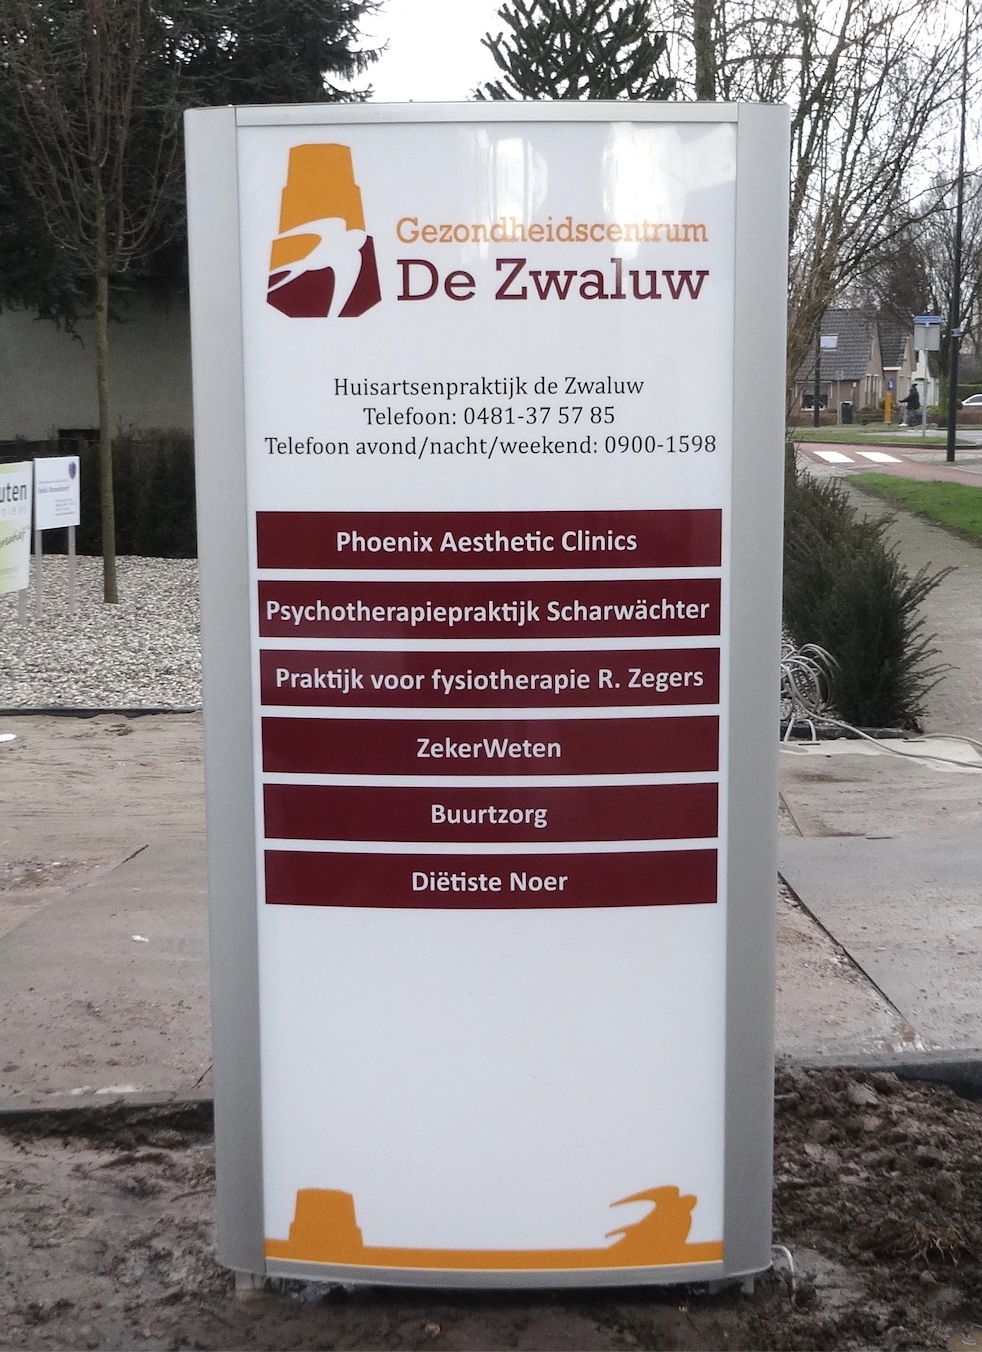 Gezondheidscentrum
De Zwaluw
Huisartsenpraktijk de Zwaluw
Telefoon: 0481-37 57 85
Telefoon avond/nacht/weekend: 0900-1598
Phoenix Aesthetic Clinics
Psychotherapiepraktijk Scharwächter
Praktijk voor fysiotherapie R. Zegers
ZekerWeten
Buurtzorg
Diëtiste Noer